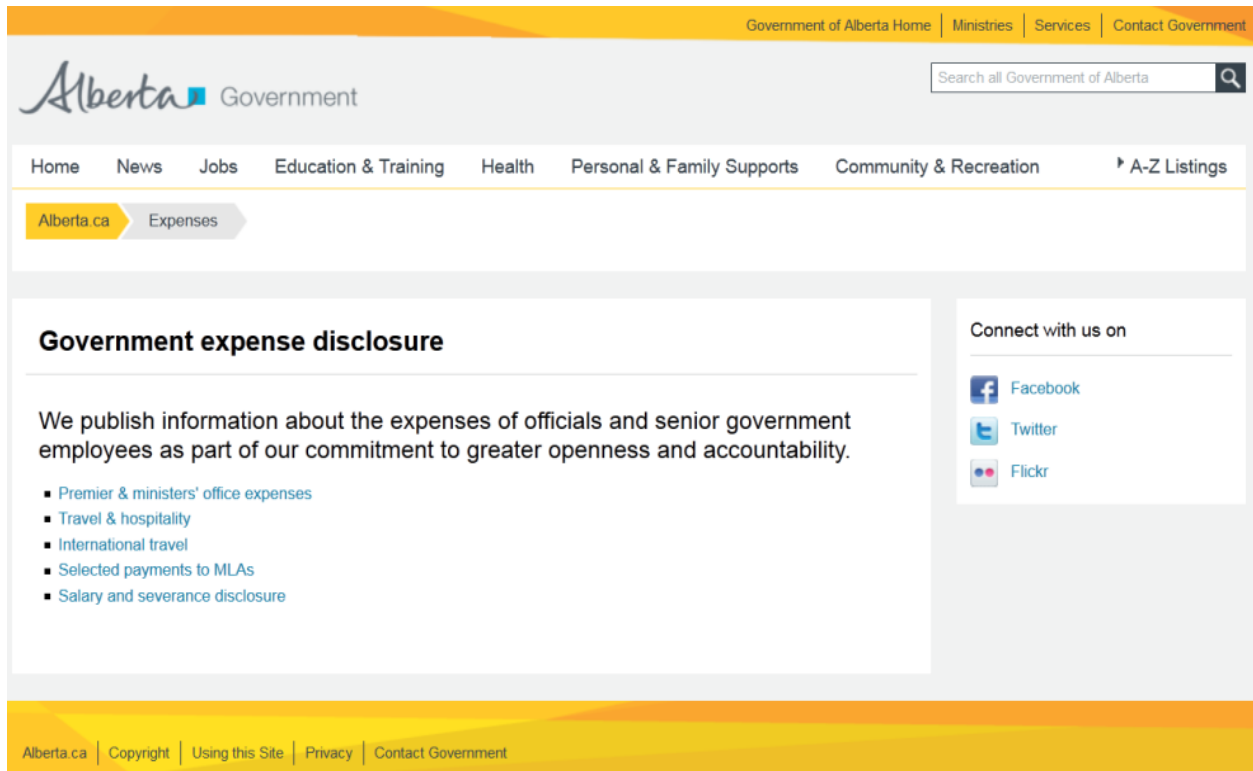 Government of Alberta Home | Ministries | Services | Contact Government
Alberta Government
Search all Government of Alberta
Home News Jobs Education & Training Health Personal & Family Supports Community & Recreation A-Z Listings
Alberta.ca Expenses
Government expense disclosure
We publish information about the expenses of officials and senior government
employees as part of our commitment to greater openness and accountability.
Premier & ministers' office expenses
Travel & hospitality
International travel
Selected payments to MLAs
Salary and severance disclosure
Connect with us on
Facebook
Twitter
Flickr
Alberta.ca | Copyright | Using this Site | Privacy | Contact Government